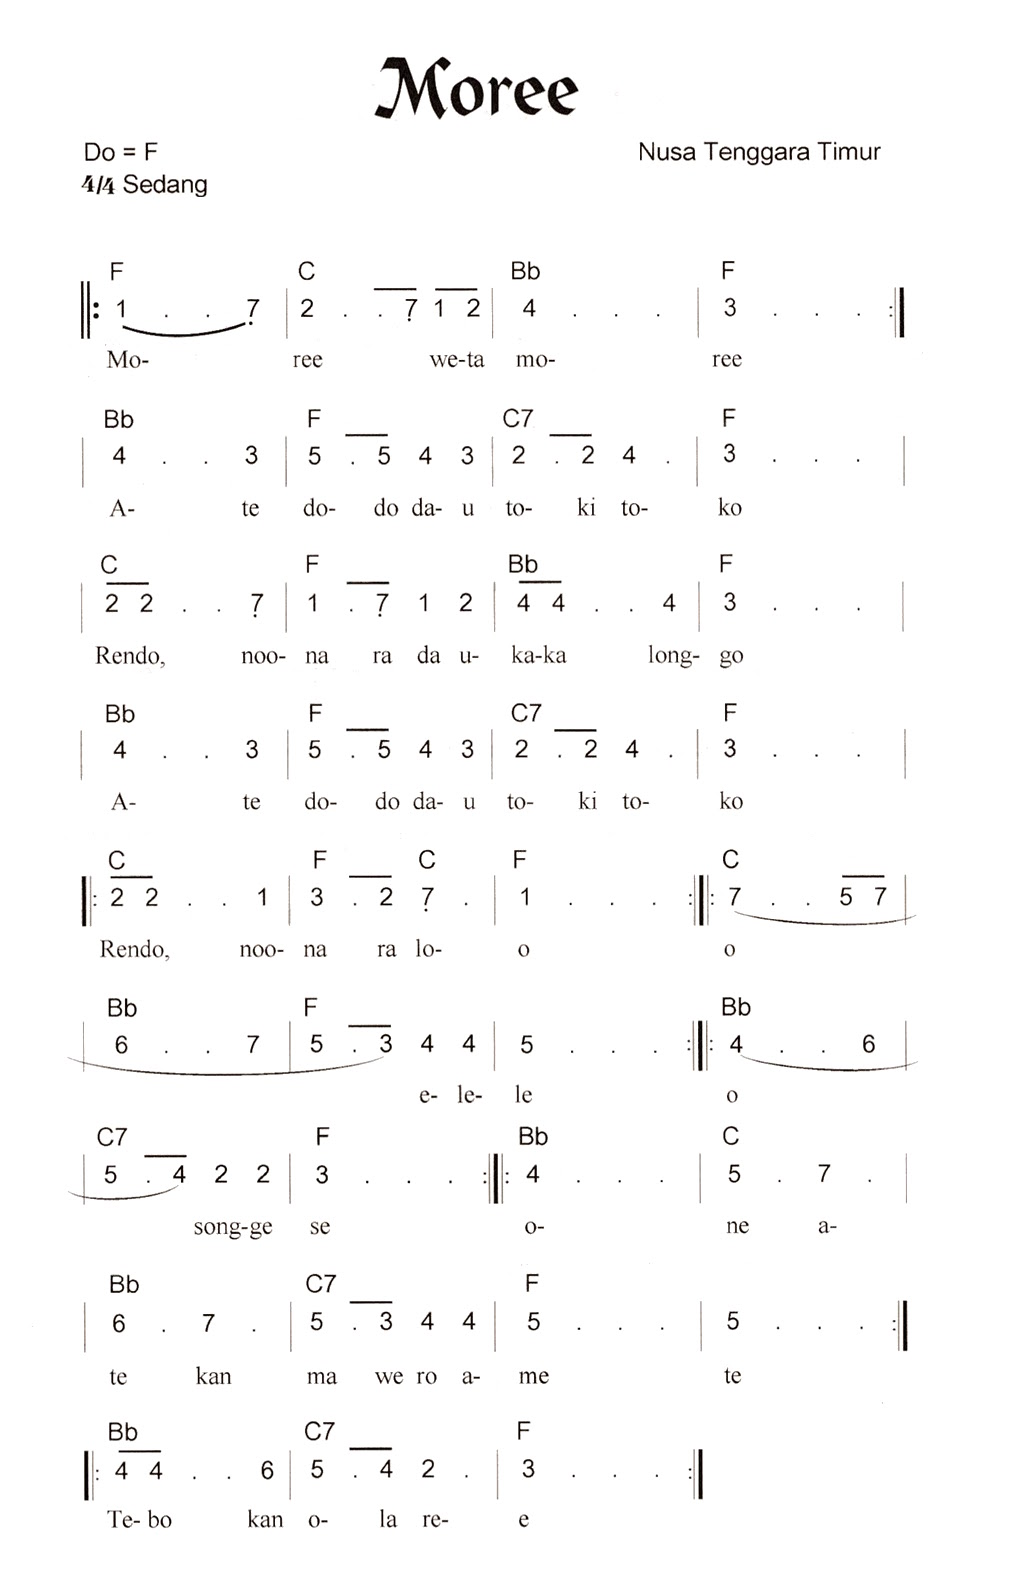 Moree
Do = F Nusa Tenggara Timur
4/4 Sedang
F C Bb F
1 . . 7 | 2 . . 7 1 2 | 4 . . . | 3 . . . :|
Mo- ree we-ta mo- ree
Bb F C7 F
| 4 . . 3 | 5 . 5 4 3 | 2 . 2 4 . | 3 . . . |
A- te do- do da- u to- ki to- ko
C F Bb F
| 2 2 . . 7 | 1 . 7 1 2 | 4 4 . . 4 | 3 . . . |
Rendo, noo- na ra da u- ka-ka long- go
Bb F C7 F
| 4 . . 3 | 5 . 5 4 3 | 2 . 2 4 . | 3 . . . |
A- te do- do da- u to- ki to- ko
C F C F C
|: 2 2 . . 1 | 3 . 2 7 . | 1 . . . :|: 7 . . 5 7 |
Rendo, noo- na ra lo- o o
Bb F Bb
| 6 . . 7 | 5 . 3 4 4 | 5 . . . :|: 4 . . 6 |
e- le- le o
C7 F Bb C
| 5 . 4 2 2 | 3 . . . :|: 4 . . . | 5 . 7 . |
song-ge se o- ne a-
Bb C7 F
| 6 . 7 . | 5 . 3 4 4 | 5 . . . | 5 . . . :|
te kan ma we ro a- me te
Bb C7 F
|: 4 4 . . 6 | 5 . 4 2 . | 3 . . . :|
Te- bo kan o- la re- e